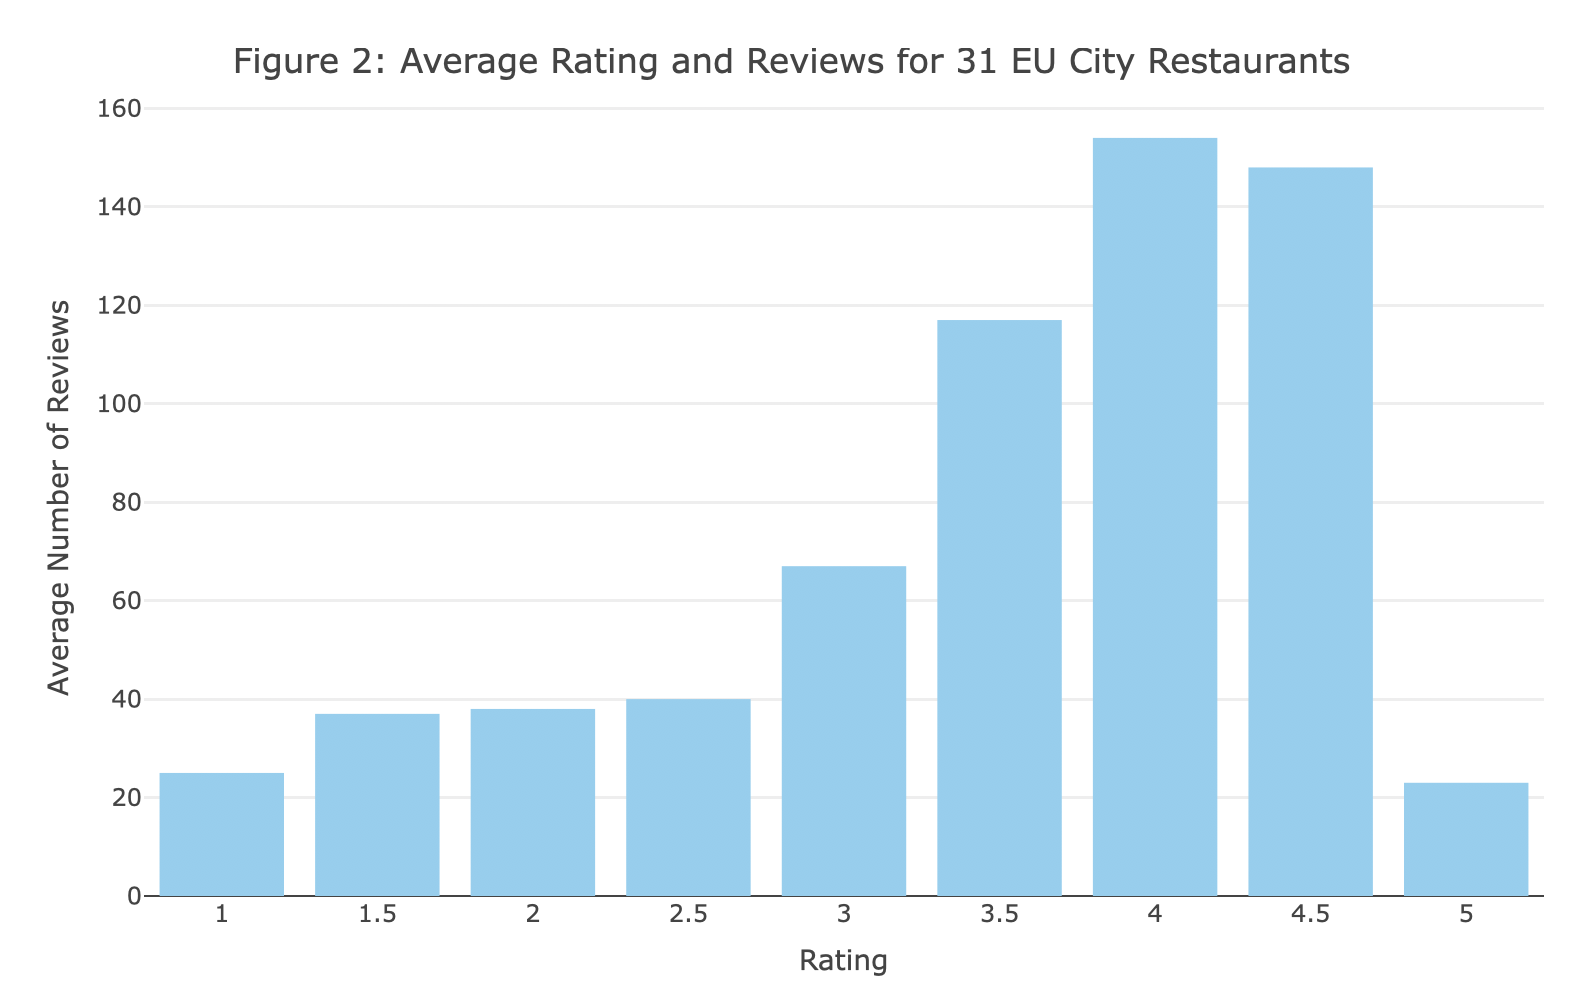 Figure 2: Average Rating and Reviews for 31 EU City Restaurants
160
140
120
100
80
60
40
20
0
Average Number of Reviews
1 1.5 2 2.5 3 3.5 4 4.5 5
Rating